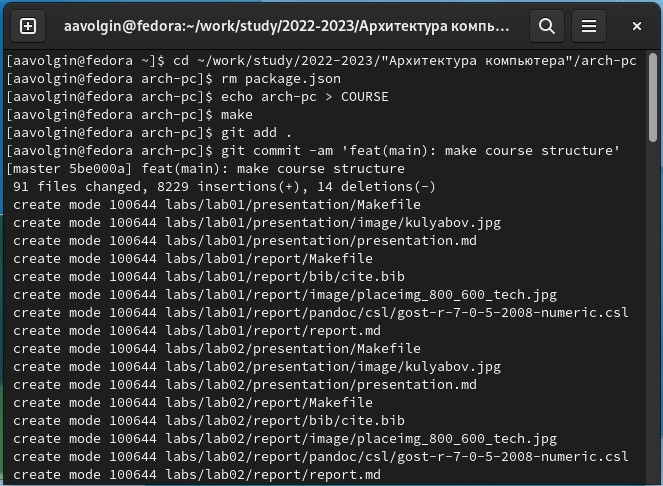 aavolgin@fedora:~/work/study/2022-2023/Архитектура компь...
[aavolgin@fedora ~]$ cd ~/work/study/2022-2023/"Архитектура компьютера"/arch-pc
[aavolgin@fedora arch-pc]$ rm package.json
[aavolgin@fedora arch-pc]$ echo arch-pc > COURSE
[aavolgin@fedora arch-pc]$ make
[aavolgin@fedora arch-pc]$ git add .
[aavolgin@fedora arch-pc]$ git commit -am 'feat(main): make course structure'
[master 5be000a] feat(main): make course structure
 91 files changed, 8229 insertions(+), 14 deletions(-)
 create mode 100644 labs/lab01/presentation/Makefile
 create mode 100644 labs/lab01/presentation/image/kulyabov.jpg
 create mode 100644 labs/lab01/presentation/presentation.md
 create mode 100644 labs/lab01/report/Makefile
 create mode 100644 labs/lab01/report/bib/cite.bib
 create mode 100644 labs/lab01/report/image/placeimg_800_600_tech.jpg
 create mode 100644 labs/lab01/report/pandoc/csl/gost-r-7-0-5-2008-numeric.csl
 create mode 100644 labs/lab01/report/report.md
 create mode 100644 labs/lab02/presentation/Makefile
 create mode 100644 labs/lab02/presentation/image/kulyabov.jpg
 create mode 100644 labs/lab02/presentation/presentation.md
 create mode 100644 labs/lab02/report/Makefile
 create mode 100644 labs/lab02/report/bib/cite.bib
 create mode 100644 labs/lab02/report/image/placeimg_800_600_tech.jpg
 create mode 100644 labs/lab02/report/pandoc/csl/gost-r-7-0-5-2008-numeric.csl
 create mode 100644 labs/lab02/report/report.md